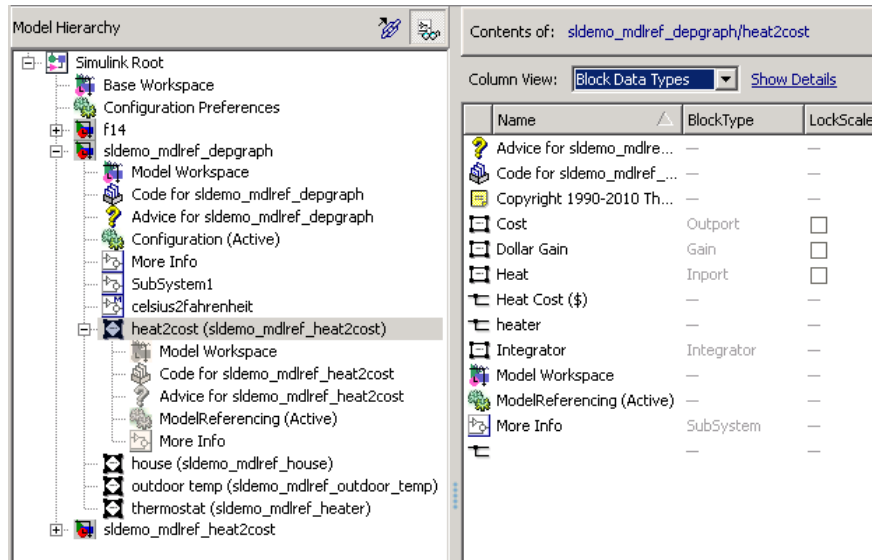 Model Hierarchy
Simulink Root
Base Workspace
Configuration Preferences
f14
sldemo_mdlref_depgraph
Model Workspace
Code for sldemo_mdlref_depgraph
Advice for sldemo_mdlref_depgraph
Configuration (Active)
More Info
SubSystem1
celsius2fahrenheit
heat2cost (sldemo_mdlref_heat2cost)
Model Workspace
Code for sldemo_mdlref_heat2cost
Advice for sldemo_mdlref_heat2cost
ModelReferencing (Active)
More Info
house (sldemo_mdlref_house)
outdoor temp (sldemo_mdlref_outdoor_temp)
thermostat (sldemo_mdlref_heater)
sldemo_mdlref_heat2cost
Contents of: sldemo_mdlref_depgraph/heat2cost
Column View: Block Data Types Show Details
Name BlockType LockScale
Advice for sldemo_mdlre... — —
Code for sldemo_mdlref_... — —
Copyright 1990-2010 Th... — —
Cost Outport
Dollar Gain Gain
Heat Inport
Heat Cost ($) — —
heater — —
Integrator Integrator —
Model Workspace — —
ModelReferencing (Active) — —
More Info SubSystem —
— —